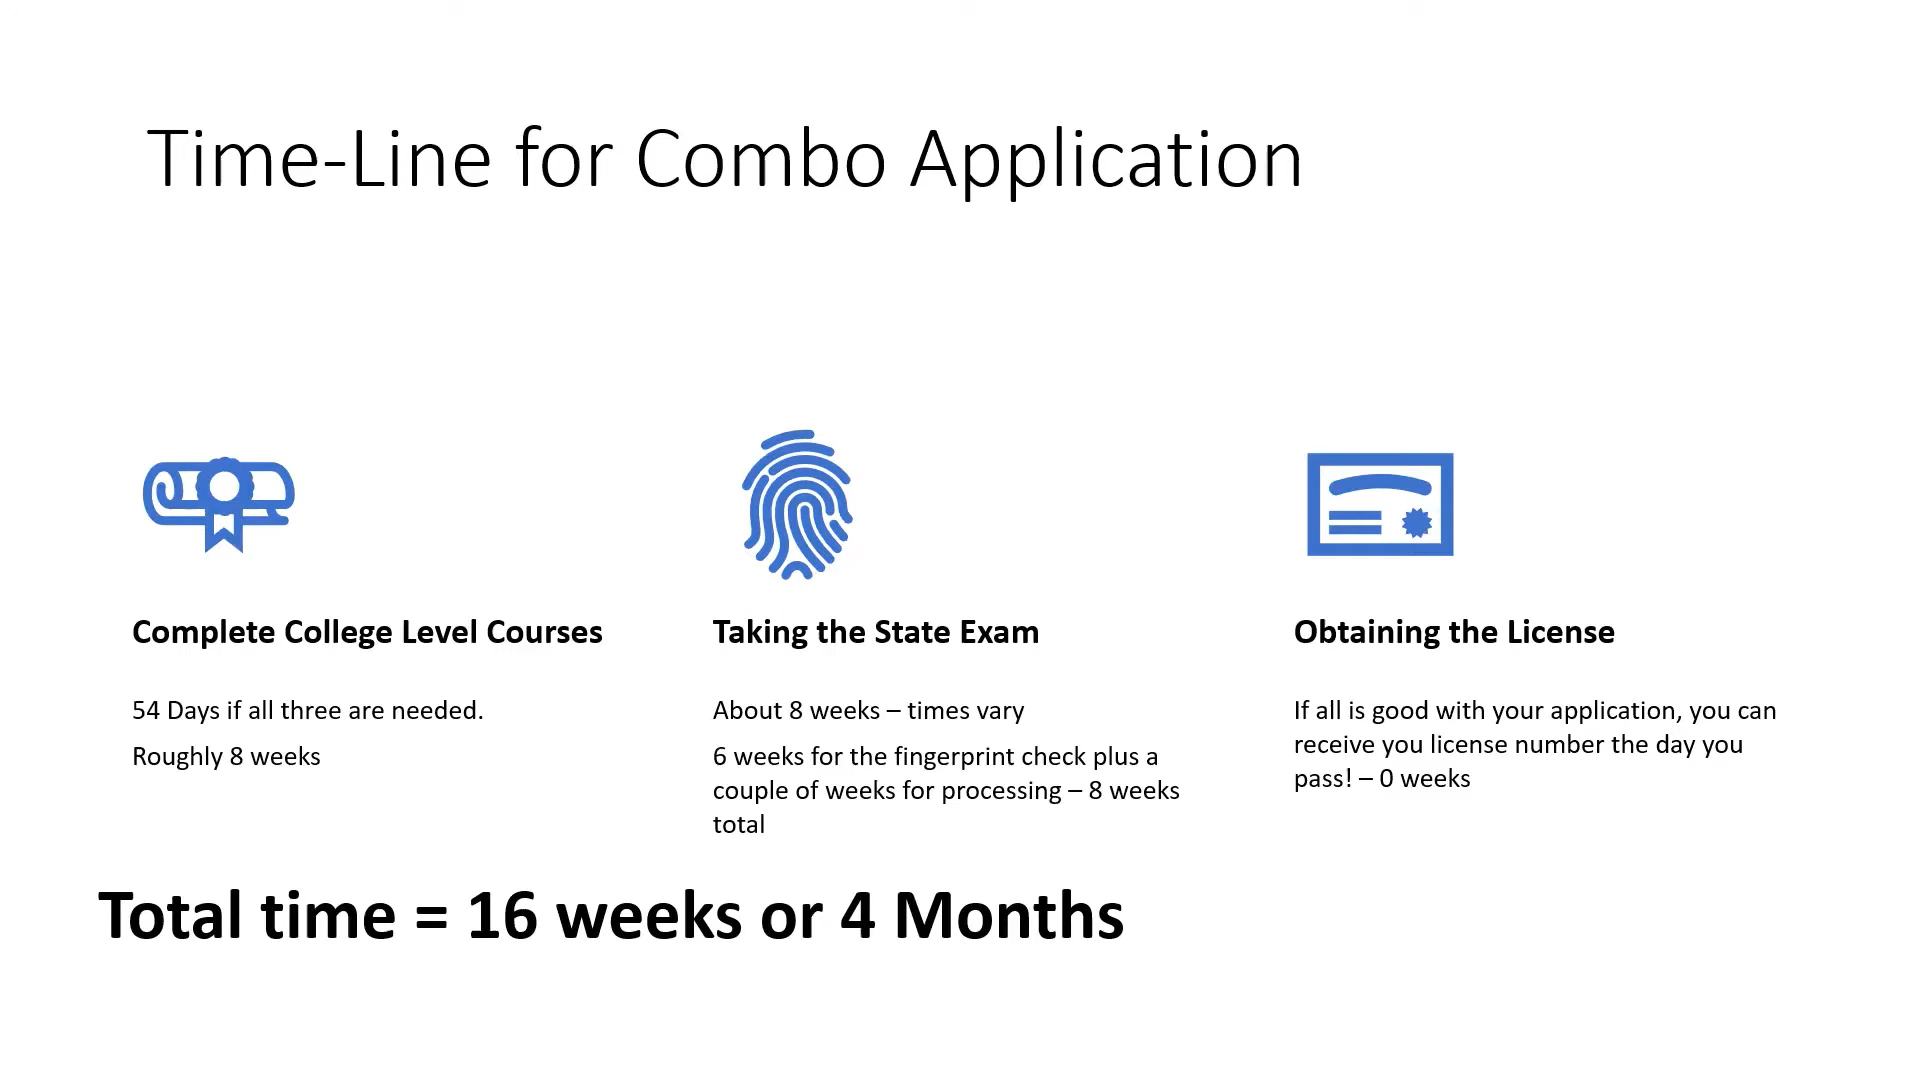 Time-Line for Combo Application
Complete College Level Courses
54 Days if all three are needed.
Roughly 8 weeks
Taking the State Exam
About 8 weeks – times vary
6 weeks for the fingerprint check plus a
couple of weeks for processing – 8 weeks
total
Obtaining the License
If all is good with your application, you can
receive you license number the day you
pass! – 0 weeks
Total time = 16 weeks or 4 Months